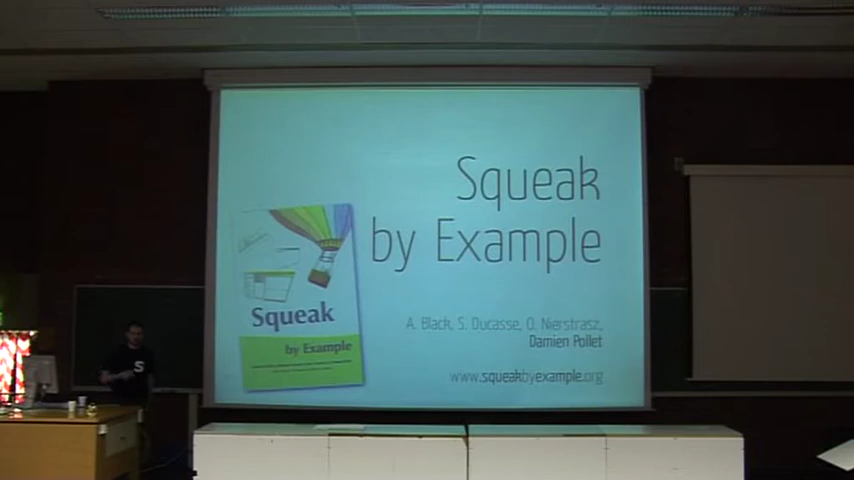 Squeak
by Example
A. Black, S. Ducasse, O. Nierstrasz,
Damien Pollet
www.squeakbyexample.org
Squeak
by Example
S